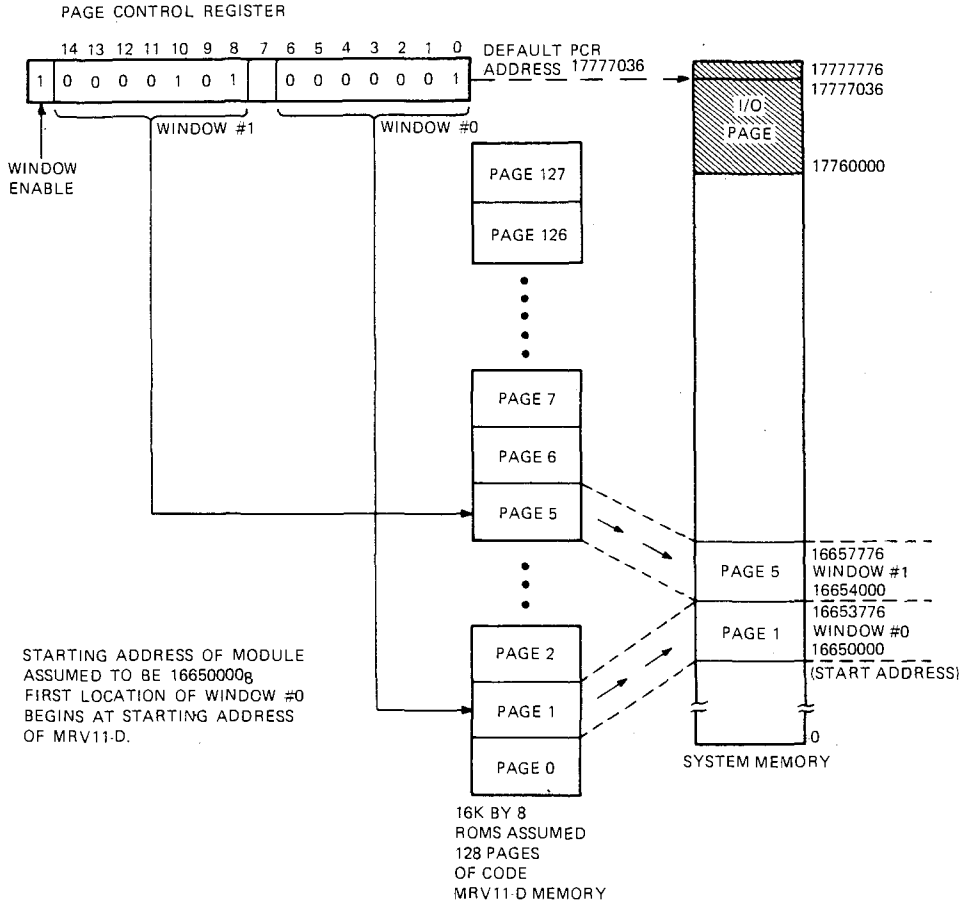 PAGE CONTROL REGISTER
14 13 12 11 10 9 8 7 6 5 4 3 2 1 0
1 0 0 0 0 1 0 1 0 0 0 0 0 0 1
DEFAULT PCR
ADDRESS 17777036
WINDOW #1
WINDOW #0
WINDOW
ENABLE
17777776
17777036
I/O
PAGE
17760000
PAGE 127
PAGE 126
PAGE 7
PAGE 6
PAGE 5
PAGE 2
PAGE 1
PAGE 0
PAGE 5
16657776
WINDOW #1
16654000
PAGE 1
16653776
WINDOW #0
16650000
(START ADDRESS)
0
SYSTEM MEMORY
STARTING ADDRESS OF MODULE
ASSUMED TO BE 16650000₈
FIRST LOCATION OF WINDOW #0
BEGINS AT STARTING ADDRESS
OF MRV11-D.
16K BY 8
ROMS ASSUMED
128 PAGES
OF CODE
MRV11-D MEMORY